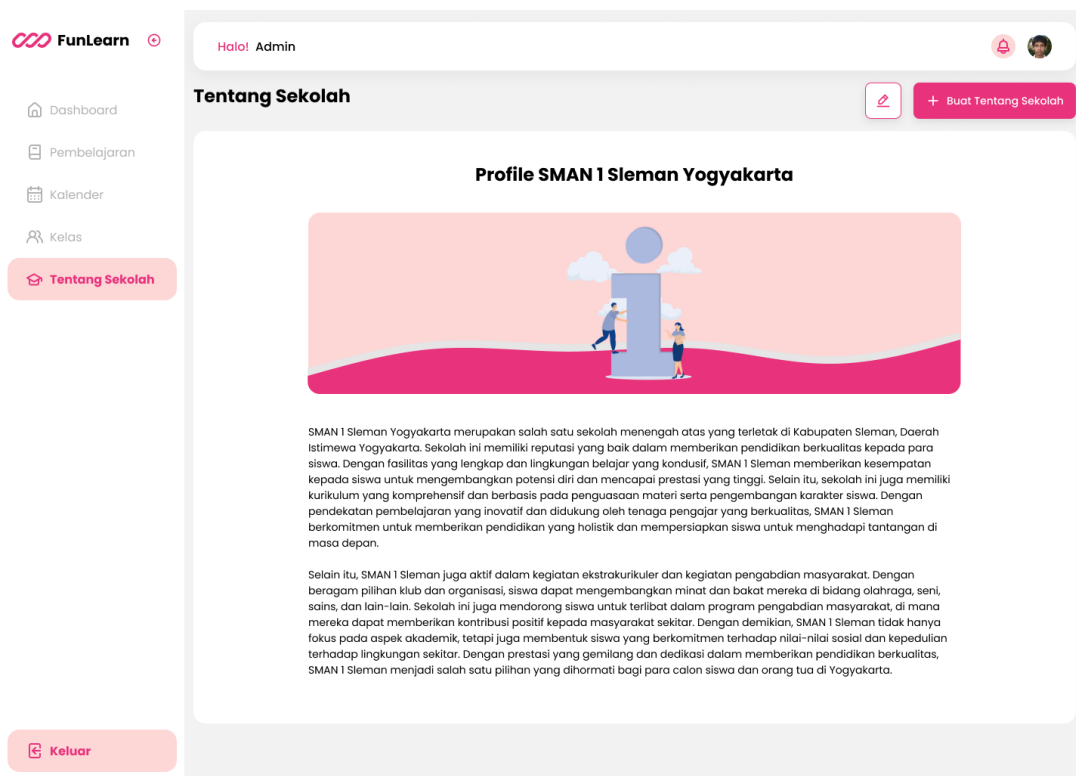 FunLearn
Halo! Admin
Dashboard
Pembelajaran
Kalender
Kelas
Tentang Sekolah
Keluar
Tentang Sekolah
+ Buat Tentang Sekolah
Profile SMAN 1 Sleman Yogyakarta
SMAN 1 Sleman Yogyakarta merupakan salah satu sekolah menengah atas yang terletak di Kabupaten Sleman, Daerah
Istimewa Yogyakarta. Sekolah ini memiliki reputasi yang baik dalam memberikan pendidikan berkualitas kepada para
siswa. Dengan fasilitas yang lengkap dan lingkungan belajar yang kondusif, SMAN 1 Sleman memberikan kesempatan
kepada siswa untuk mengembangkan potensi diri dan mencapai prestasi yang tinggi. Selain itu, sekolah ini juga memiliki
kurikulum yang komprehensif dan berbasis pada penguasaan materi serta pengembangan karakter siswa. Dengan
pendekatan pembelajaran yang inovatif dan didukung oleh tenaga pengajar yang berkualitas, SMAN 1 Sleman
berkomitmen untuk memberikan pendidikan yang holistik dan mempersiapkan siswa untuk menghadapi tantangan di
masa depan.
Selain itu, SMAN 1 Sleman juga aktif dalam kegiatan ekstrakurikuler dan kegiatan pengabdian masyarakat. Dengan
beragam pilihan klub dan organisasi, siswa dapat mengembangkan minat dan bakat mereka di bidang olahraga, seni,
sains, dan lain-lain. Sekolah ini juga mendorong siswa untuk terlibat dalam program pengabdian masyarakat, di mana
mereka dapat memberikan kontribusi positif kepada masyarakat sekitar. Dengan demikian, SMAN 1 Sleman tidak hanya
fokus pada aspek akademik, tetapi juga membentuk siswa yang berkomitmen terhadap nilai-nilai sosial dan kepedulian
terhadap lingkungan sekitar. Dengan prestasi yang gemilang dan dedikasi dalam memberikan pendidikan berkualitas,
SMAN 1 Sleman menjadi salah satu pilihan yang dihormati bagi para calon siswa dan orang tua di Yogyakarta.